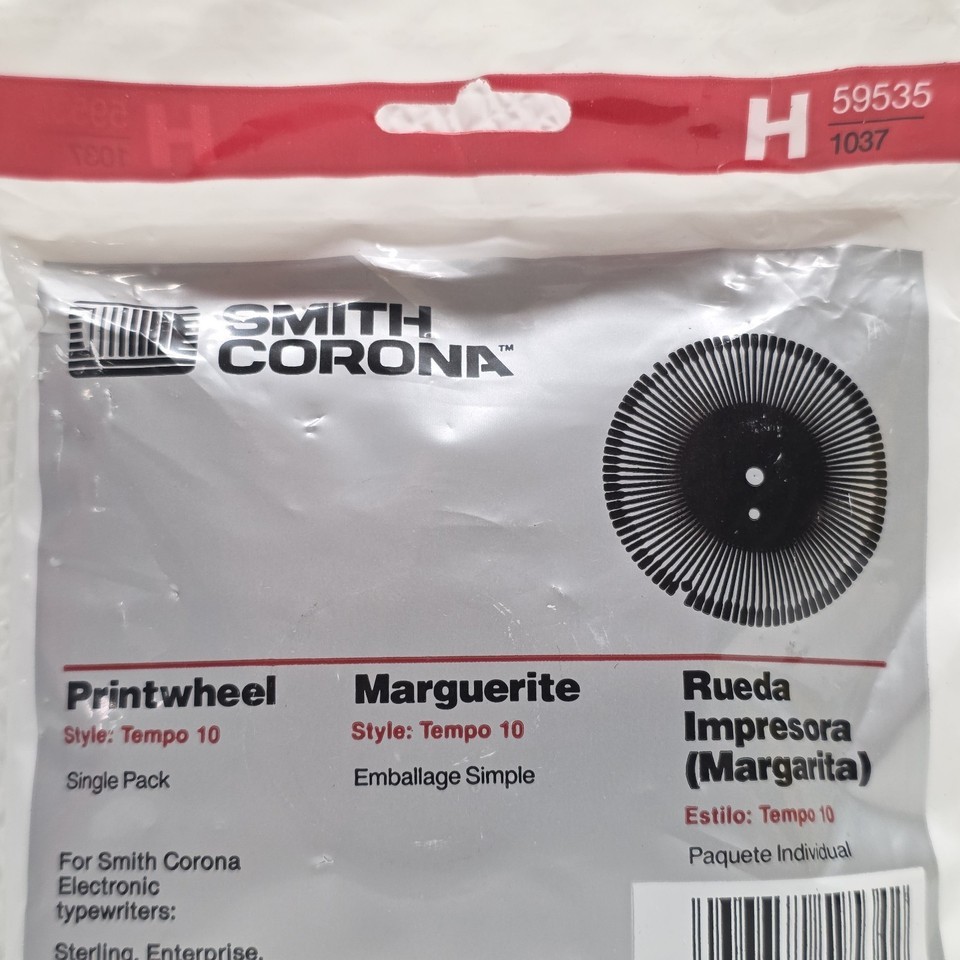 H 59535
1037
SMITH
CORONA™
Printwheel
Style: Tempo 10
Single Pack
Marguerite
Style: Tempo 10
Emballage Simple
Rueda
Impresora
(Margarita)
Estilo: Tempo 10
Paquete Individual
For Smith Corona
Electronic
typewriters:
Sterling, Enterprise,